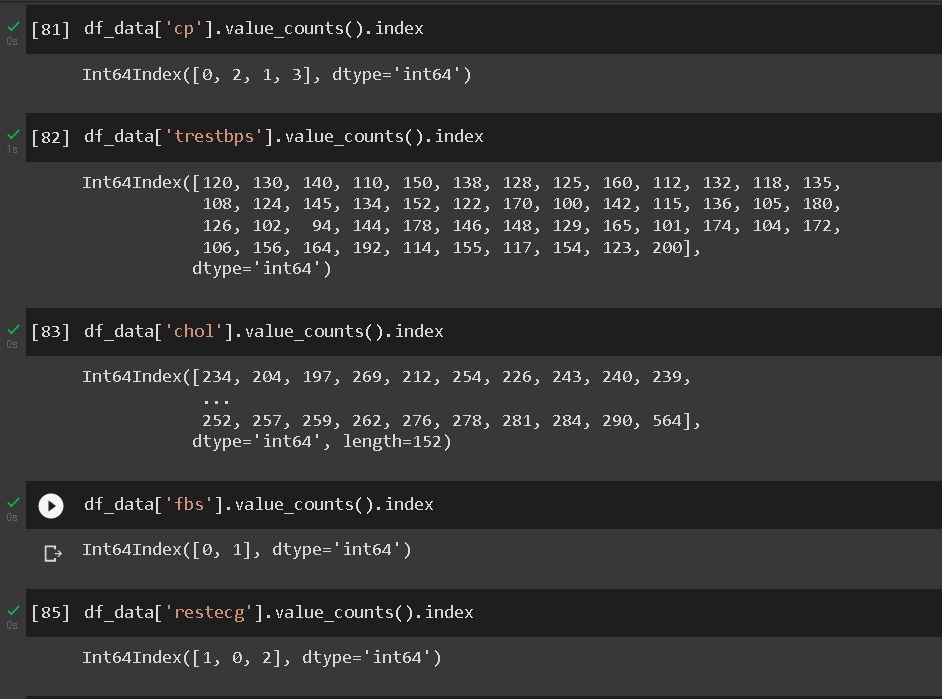 [81] df_data['cp'].value_counts().index
0s
Int64Index([0, 2, 1, 3], dtype='int64')
[82] df_data['trestbps'].value_counts().index
1s
Int64Index([120, 130, 140, 110, 150, 138, 128, 125, 160, 112, 132, 118, 135,
108, 124, 145, 134, 152, 122, 170, 100, 142, 115, 136, 105, 180,
126, 102,  94, 144, 178, 146, 148, 129, 165, 101, 174, 104, 172,
106, 156, 164, 192, 114, 155, 117, 154, 123, 200],
dtype='int64')
[83] df_data['chol'].value_counts().index
0s
Int64Index([234, 204, 197, 269, 212, 254, 226, 243, 240, 239,
...
252, 257, 259, 262, 276, 278, 281, 284, 290, 564],
dtype='int64', length=152)
df_data['fbs'].value_counts().index
0s
Int64Index([0, 1], dtype='int64')
[85] df_data['restecg'].value_counts().index
0s
Int64Index([1, 0, 2], dtype='int64')